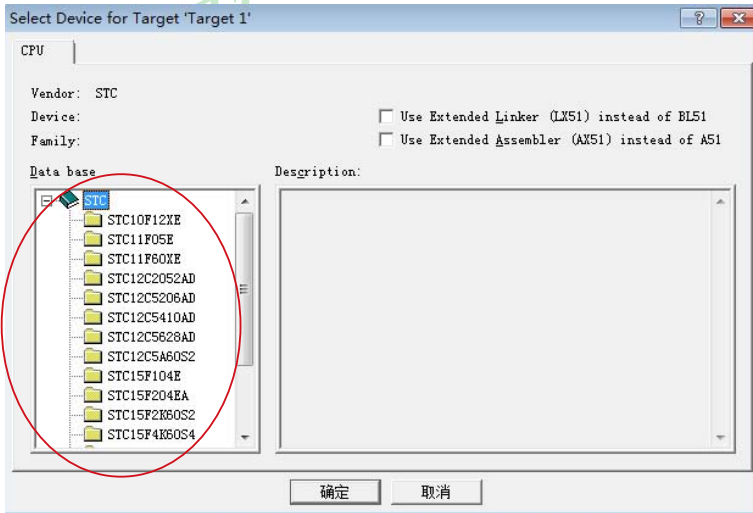 Select Device for Target 'Target 1'
CPU
Vendor: STC
Device:
Use Extended Linker (LX51) instead of BL51
Family:
Use Extended Assembler (AX51) instead of A51
Data base
Description:
STC
STC10F12XE
STC11F05E
STC11F60XE
STC12C2052AD
STC12C5206AD
STC12C5410AD
STC12C5628AD
STC12C5A60S2
STC15F104E
STC15F204EA
STC15F2K60S2
STC15F4K60S4
确定
取消